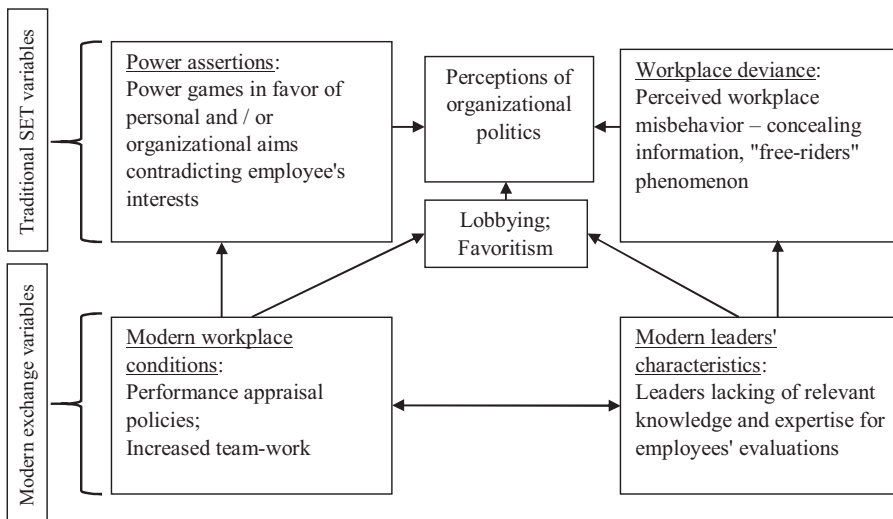 Traditional SET variables
Power assertions:
Power games in favor of
personal and / or
organizational aims
contradicting employee's
interests
Perceptions of
organizational
politics
Workplace deviance:
Perceived workplace
misbehavior – concealing
information, "free-riders"
phenomenon
Lobbying;
Favoritism
Modern exchange variables
Modern workplace
conditions:
Performance appraisal
policies;
Increased team-work
Modern leaders'
characteristics:
Leaders lacking of relevant
knowledge and expertise for
employees' evaluations